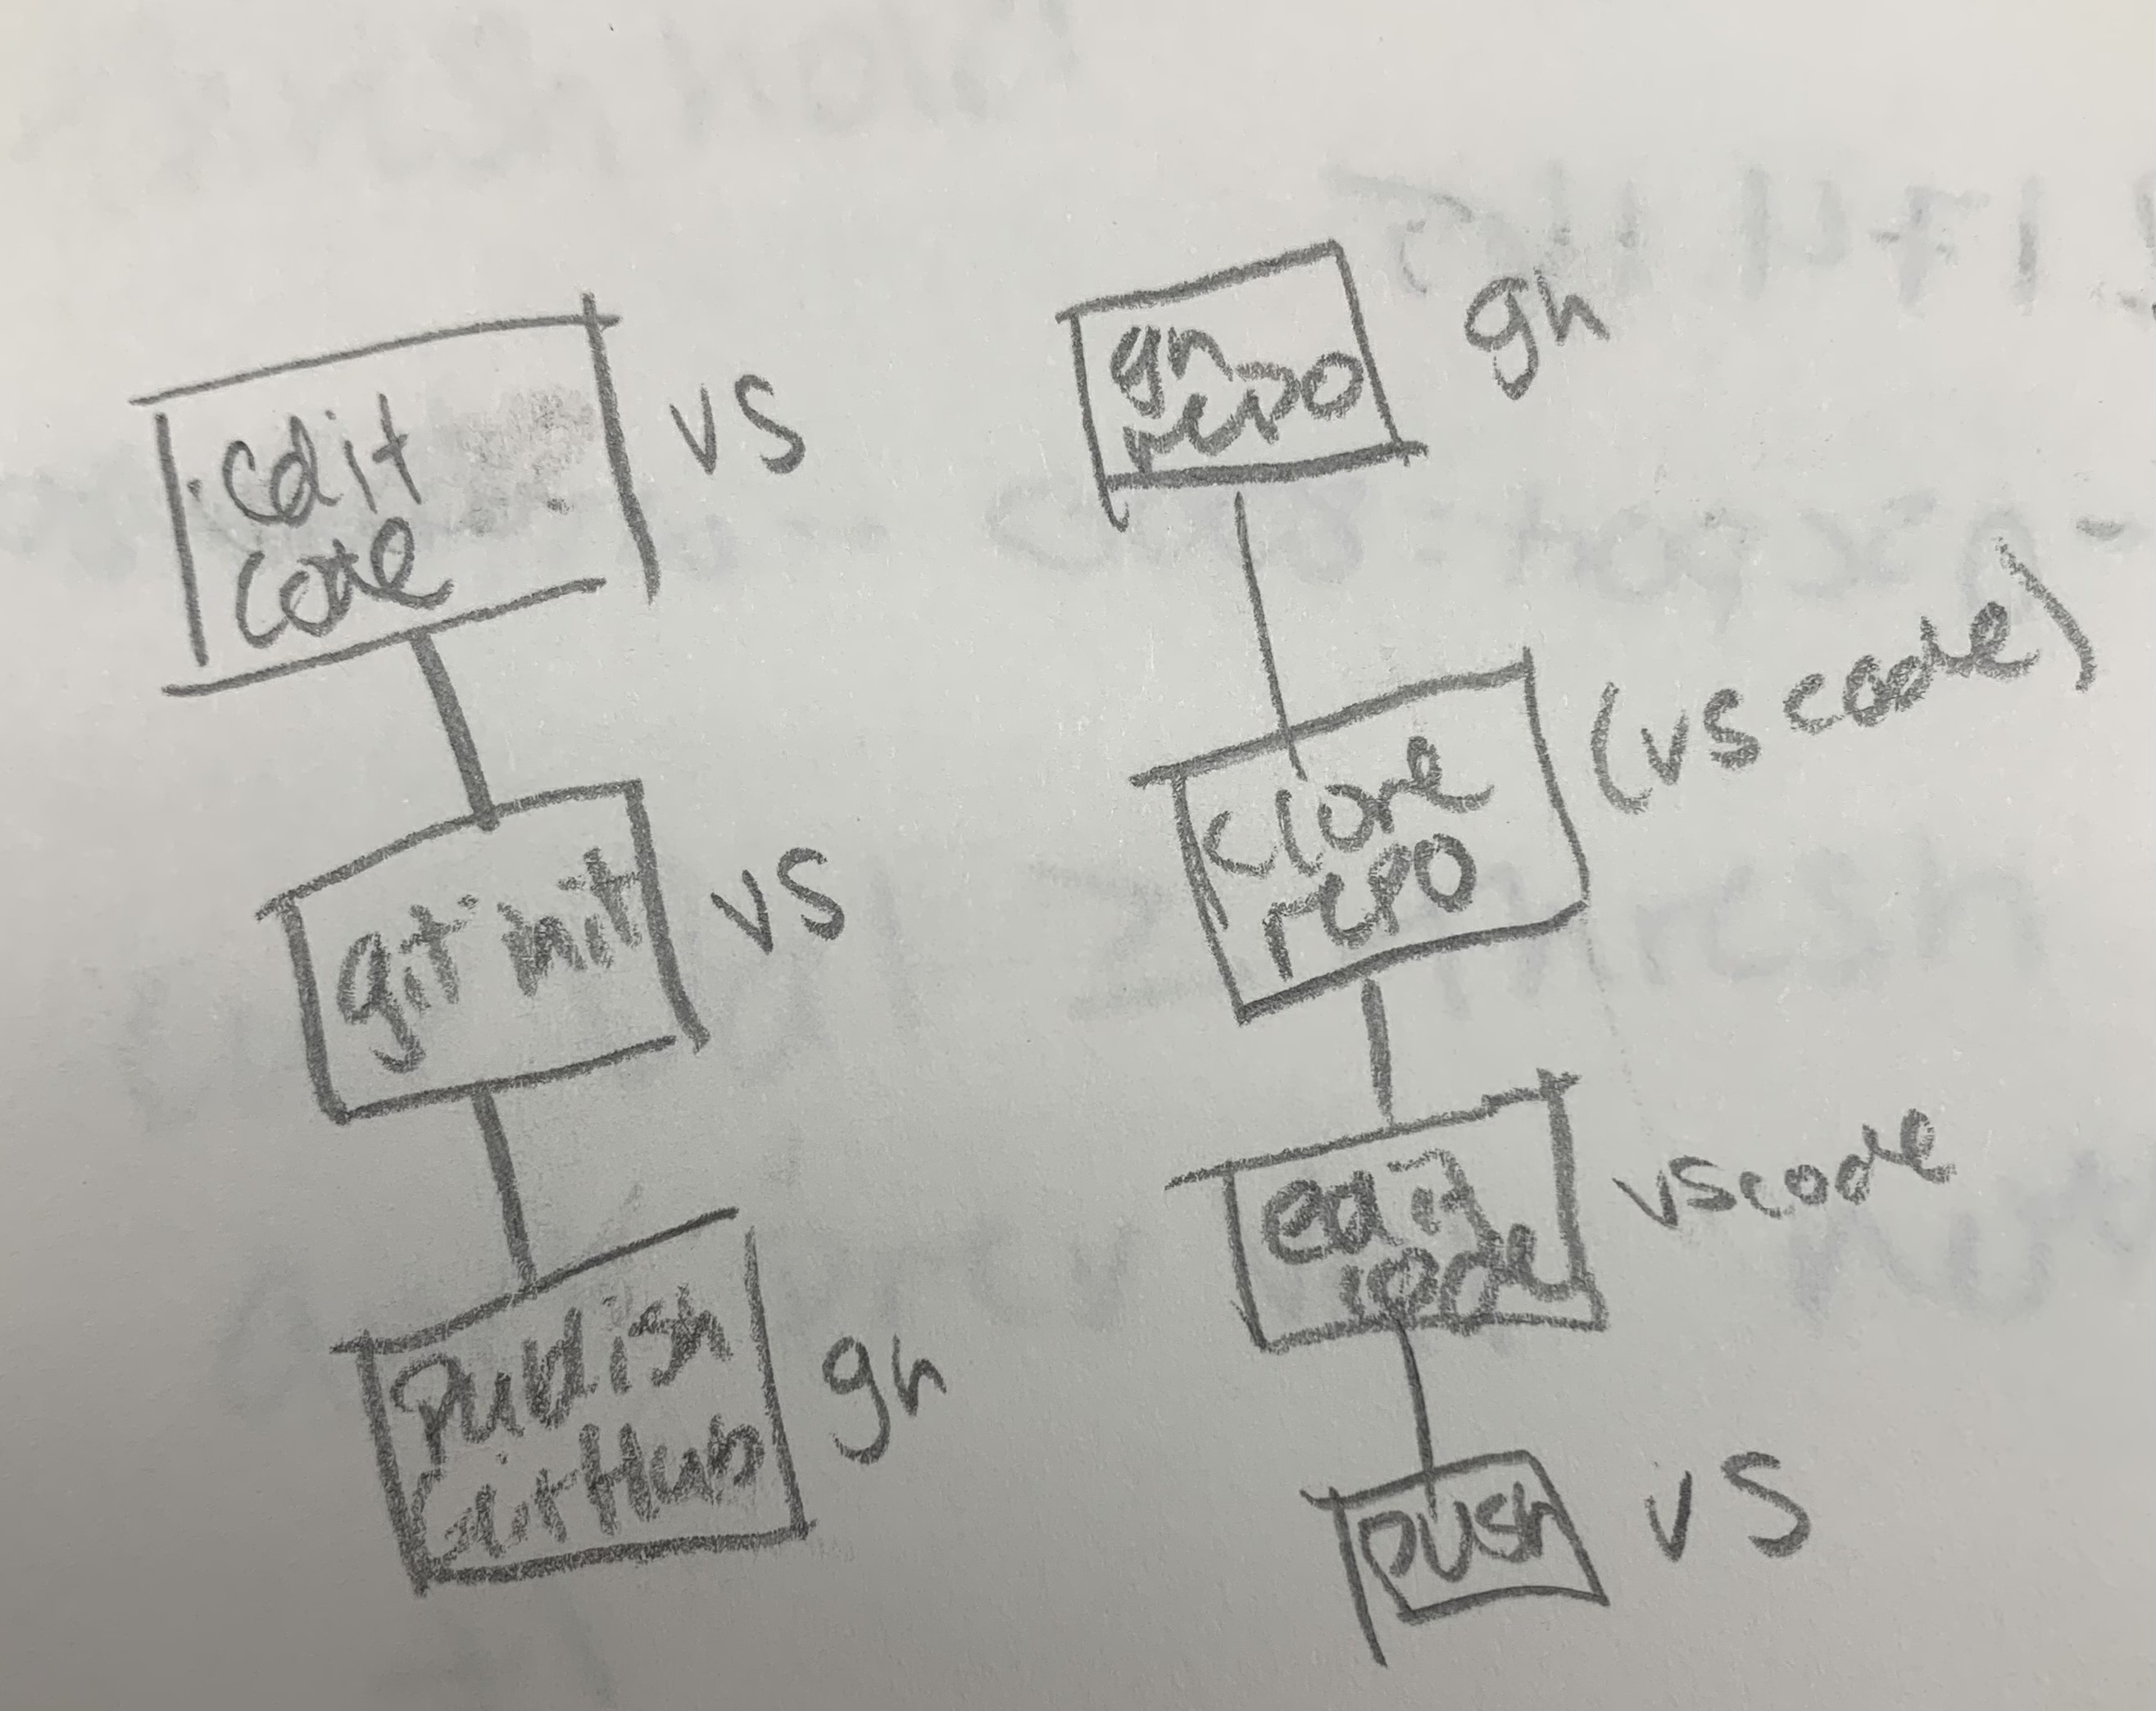 edit
code
vs
git init
vs
Publish
GitHub
gh
gh
repo
gh
clone
repo
(vs code)
edit
code
vscode
push
vs